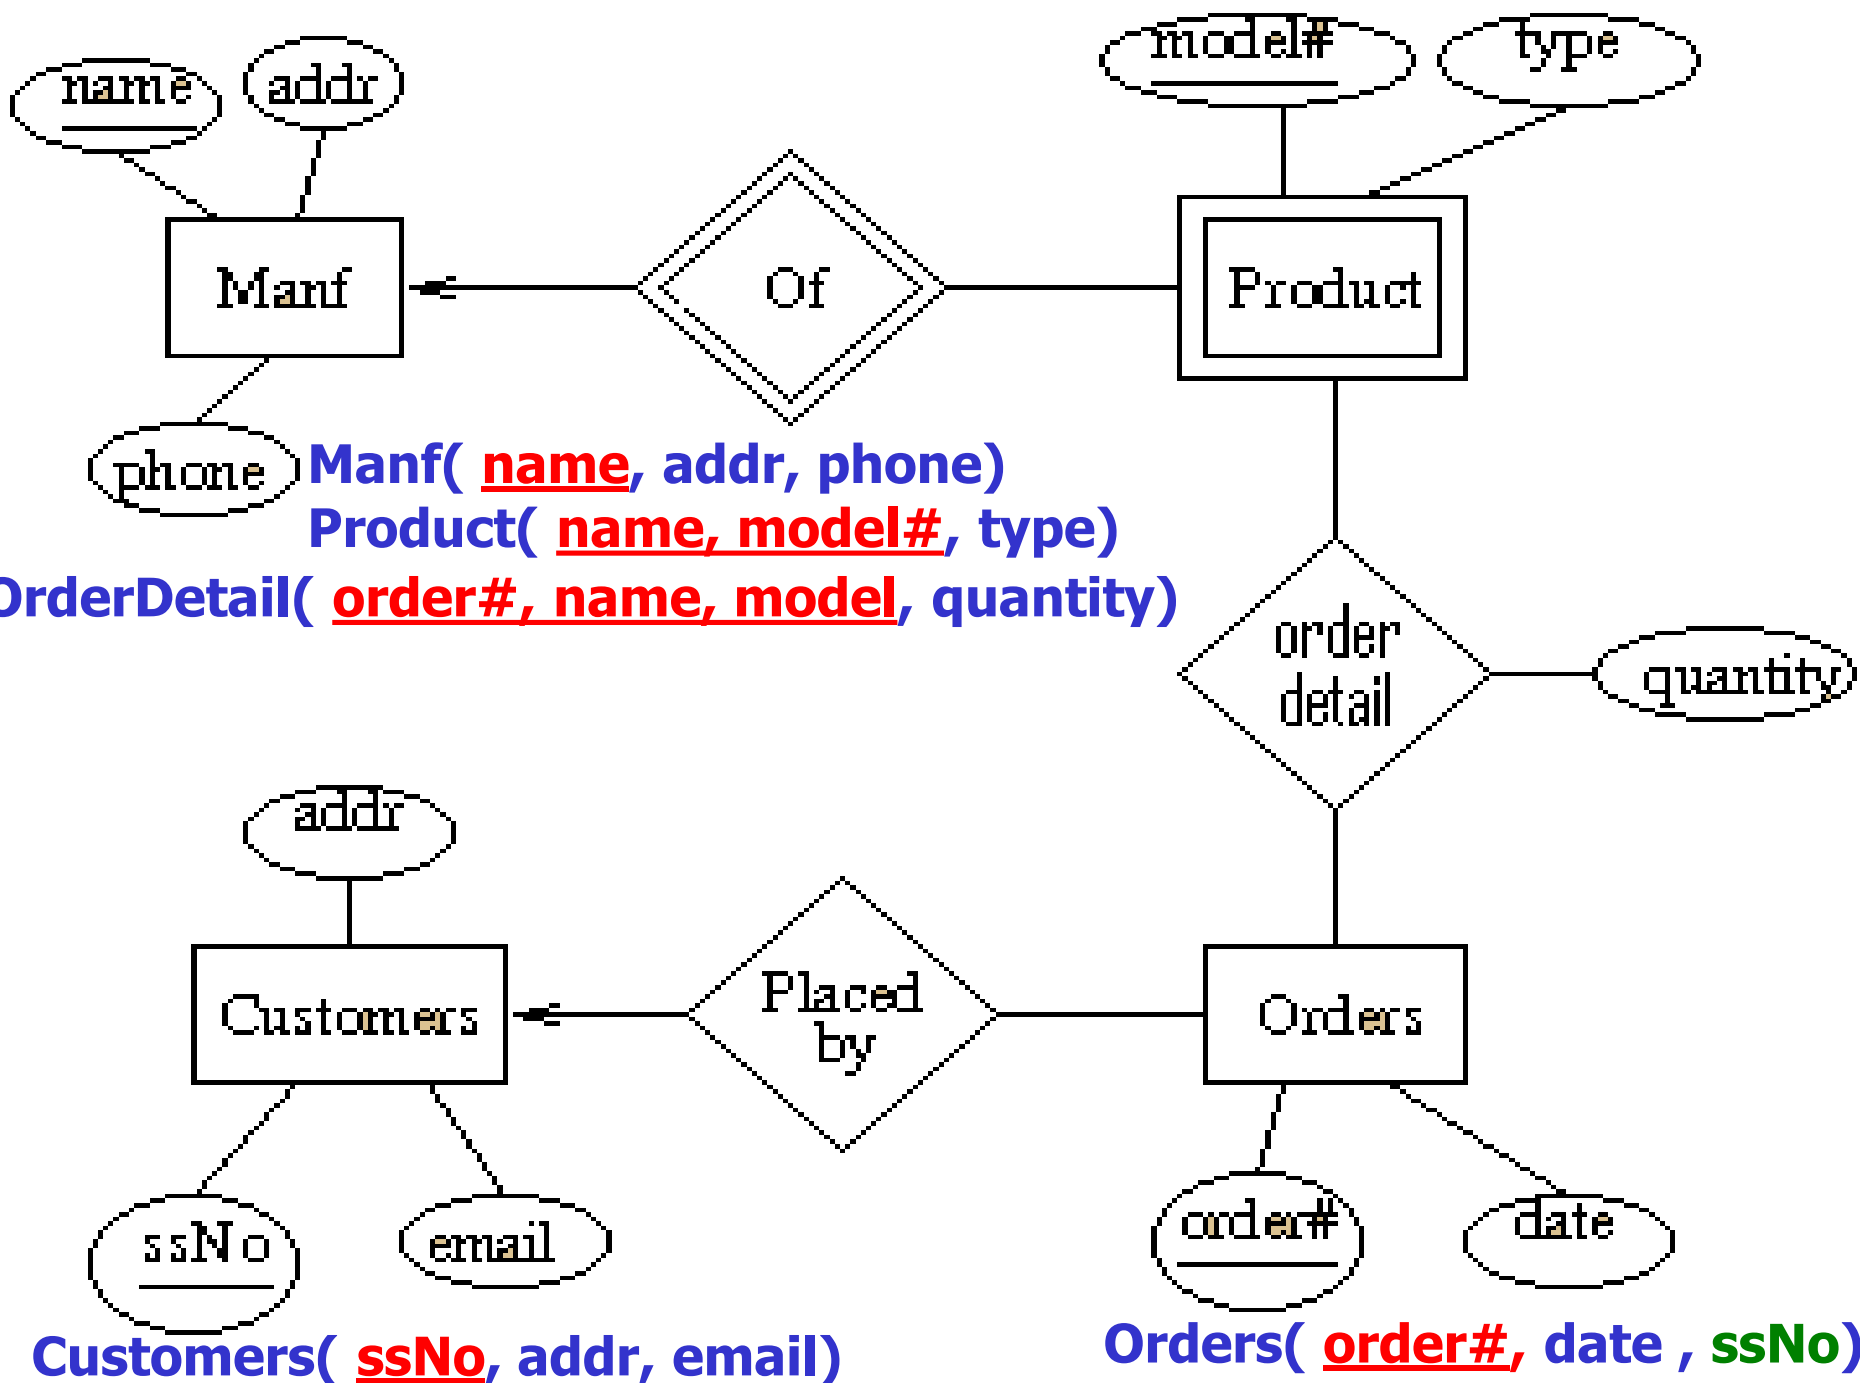 name
addr
model#
type
Manf
Of
Product
phone
Manf( name, addr, phone)
Product( name, model#, type)
OrderDetail( order#, name, model, quantity)
order
detail
quantity
addr
Customers
Placed
by
Orders
ssNo
email
order#
date
Customers( ssNo, addr, email)
Orders( order#, date , ssNo)